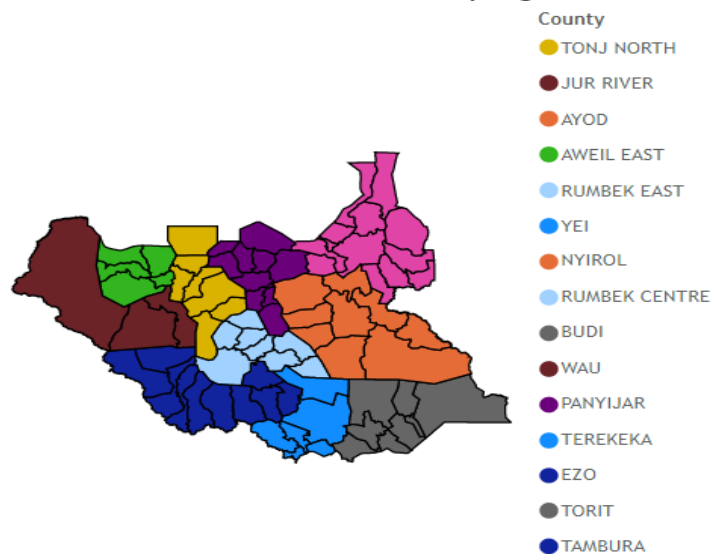 County
TONJ NORTH
JUR RIVER
AYOD
AWEIL EAST
RUMBEK EAST
YEI
NYIROL
RUMBEK CENTRE
BUDI
WAU
PANYIJAR
TEREKEKA
EZO
TORIT
TAMBURA